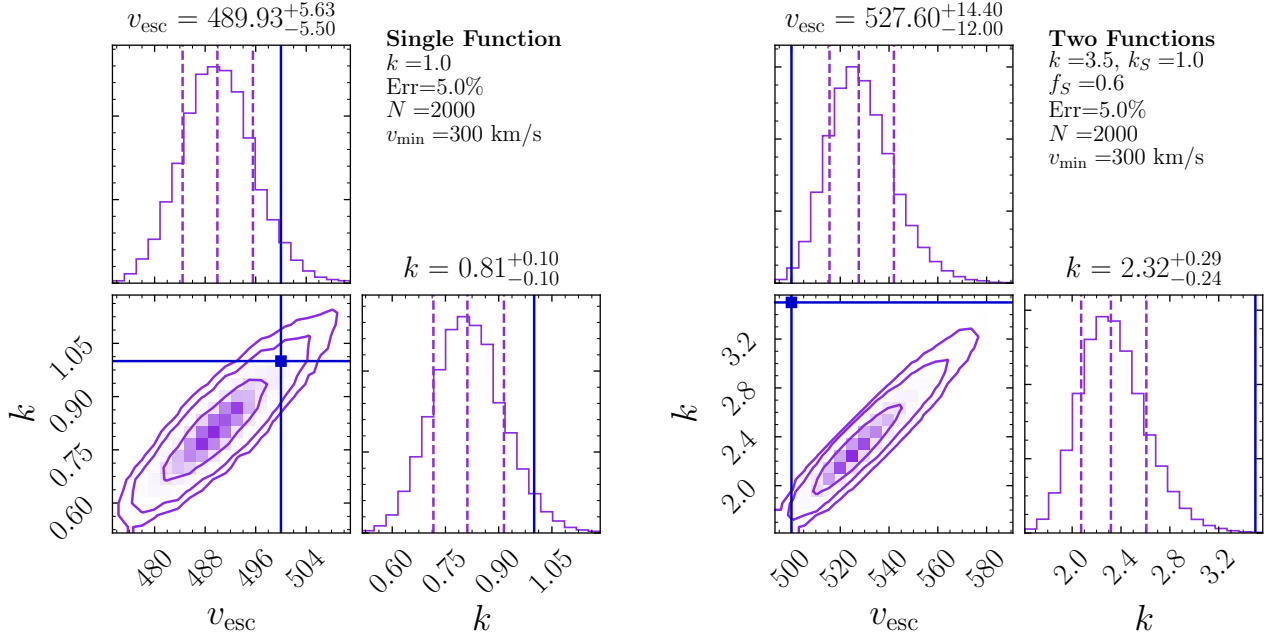 v_esc = 489.93 +5.63 −5.50
Single Function
k =1.0
Err=5.0%
N =2000
v_min =300 km/s
k = 0.81 +0.10 −0.10
1.05
0.90
0.75
0.60
k
480 488 496 504
v_esc
0.60 0.75 0.90 1.05
k
v_esc = 527.60 +14.40 −12.00
Two Functions
k =3.5, k_S =1.0
f_S =0.6
Err=5.0%
N =2000
v_min =300 km/s
k = 2.32 +0.29 −0.24
3.2
2.8
2.4
2.0
k
500 520 540 560 580
v_esc
2.0 2.4 2.8 3.2
k